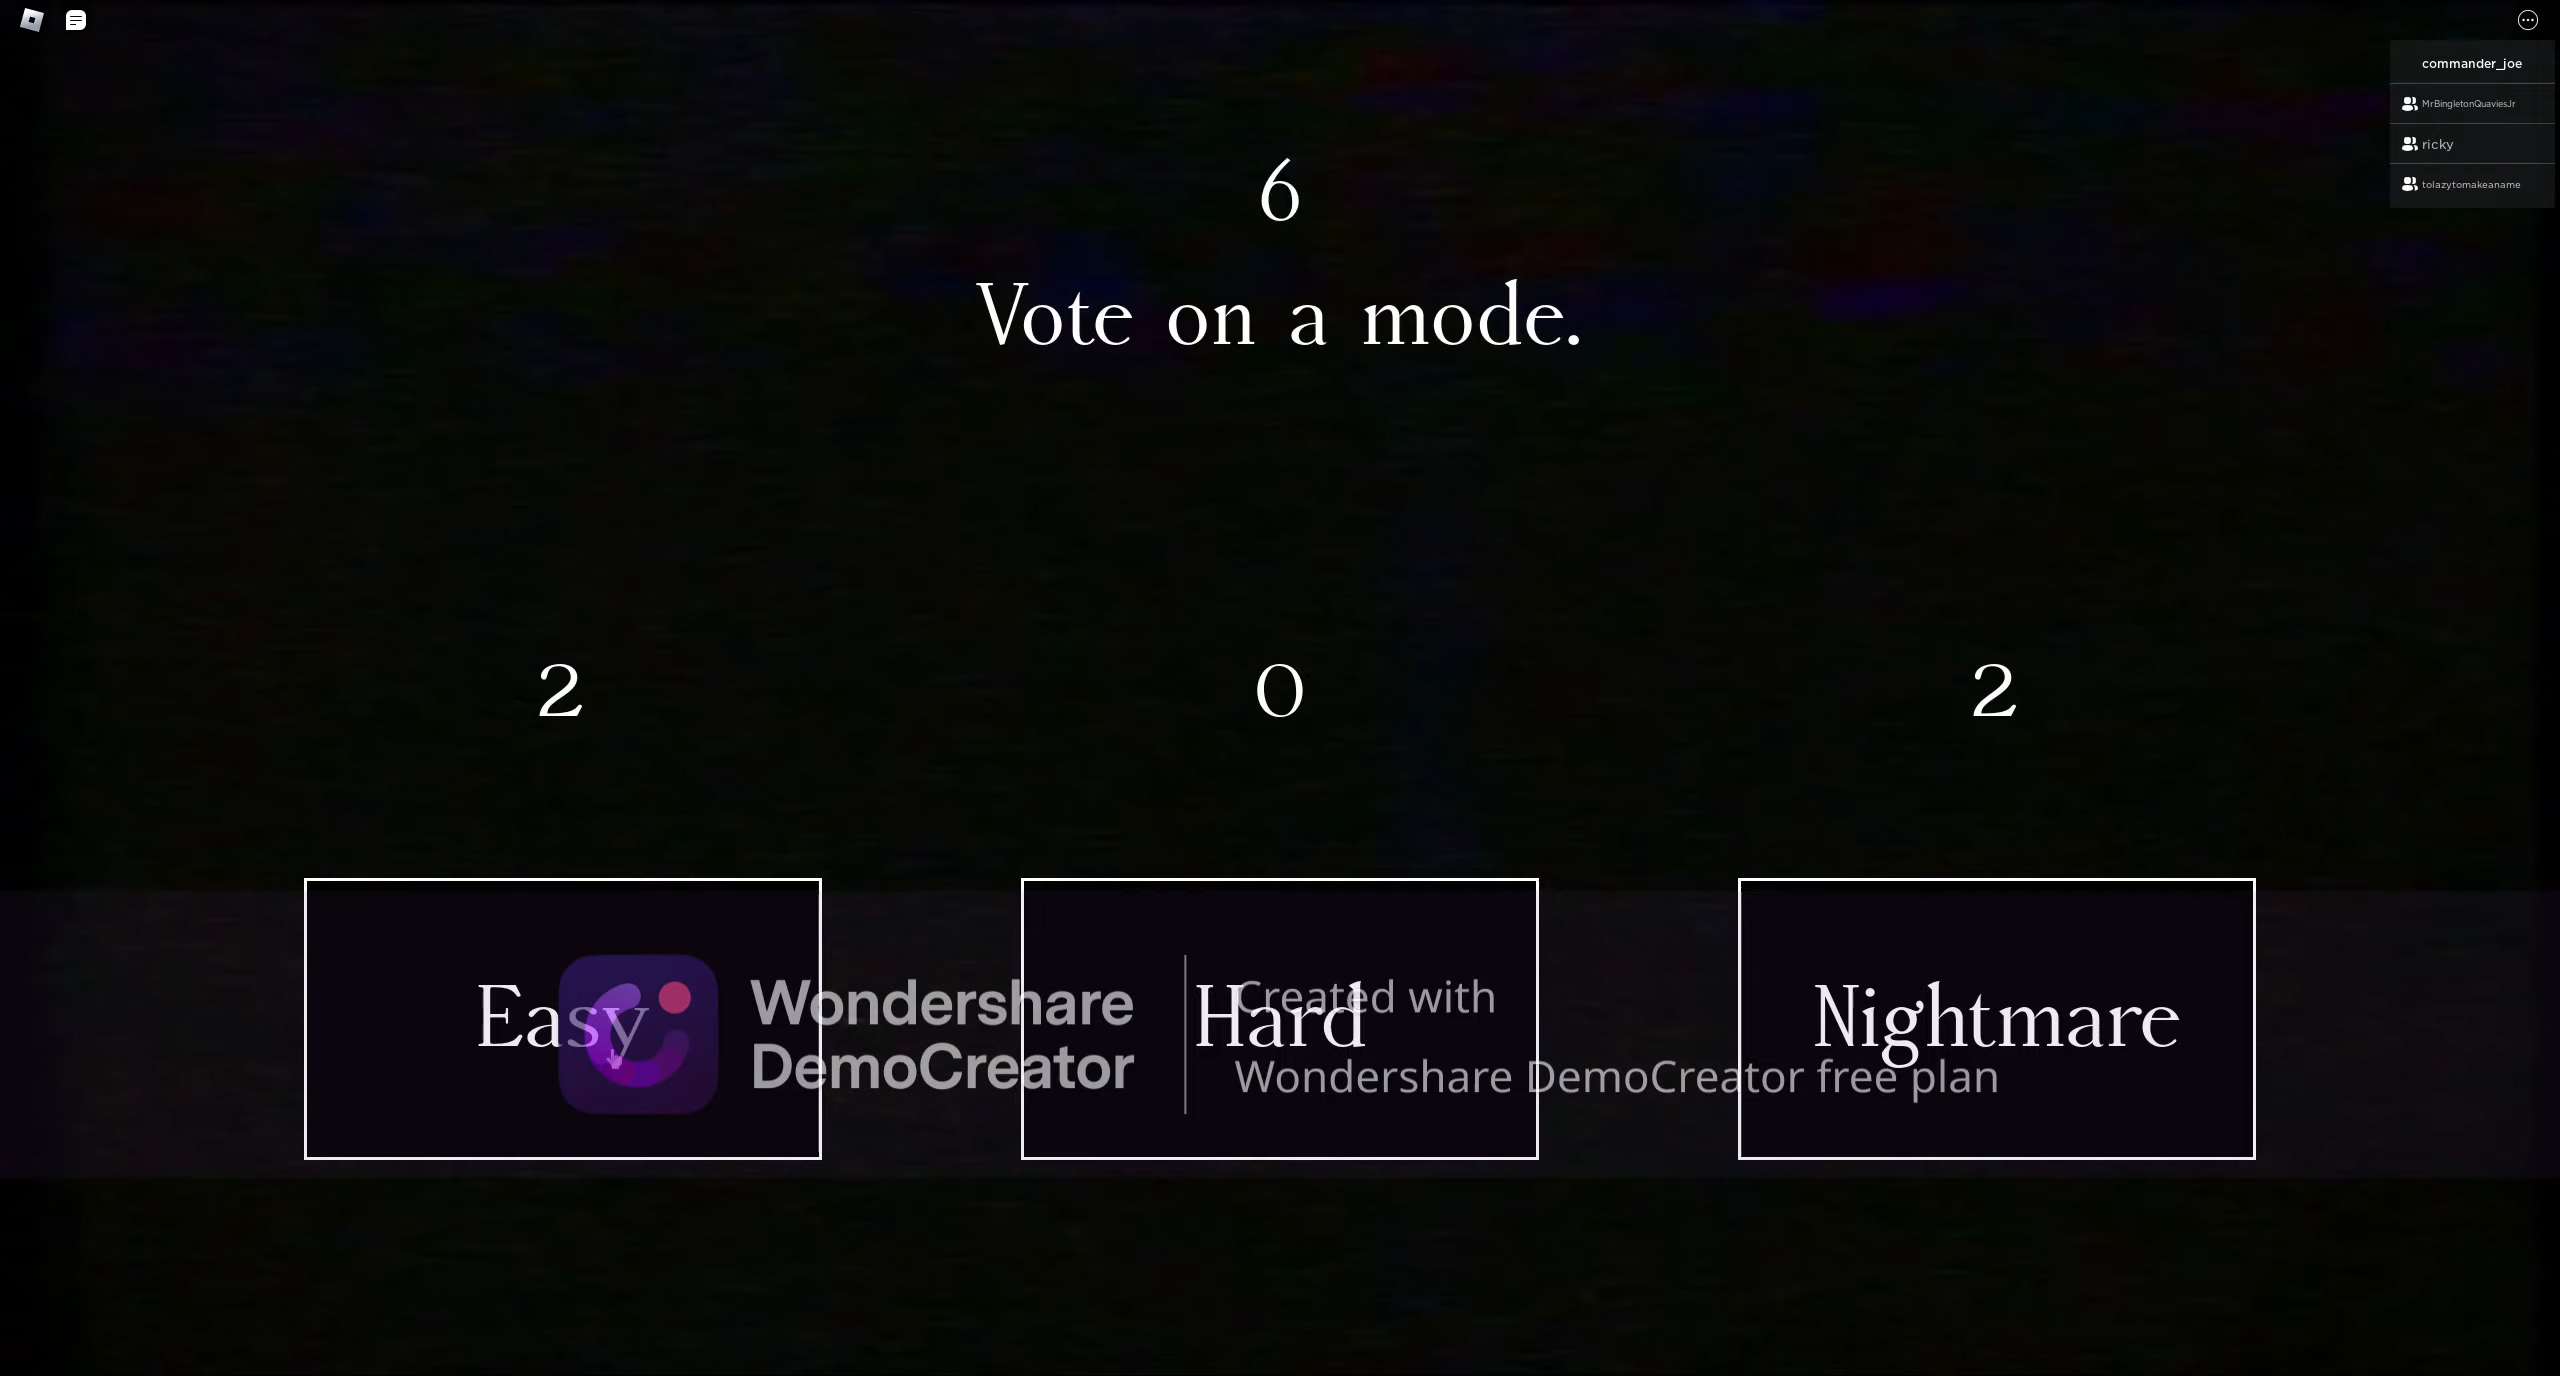 commander_joe
MrBingletonQuaviesJr
ricky
tolazytomakeaname
6
Vote on a mode.
2 0 2
Easy Hard Nightmare
Wondershare
DemoCreator
Created with
Wondershare DemoCreator free plan